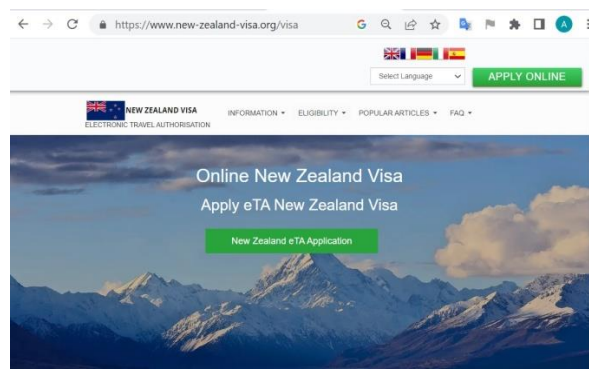 https://www.new-zealand-visa.org/visa
Select Language
APPLY ONLINE
NEW ZEALAND VISA
ELECTRONIC TRAVEL AUTHORISATION
INFORMATION ELIGIBILITY POPULAR ARTICLES FAQ
Online New Zealand Visa
Apply eTA New Zealand Visa
New Zealand eTA Application